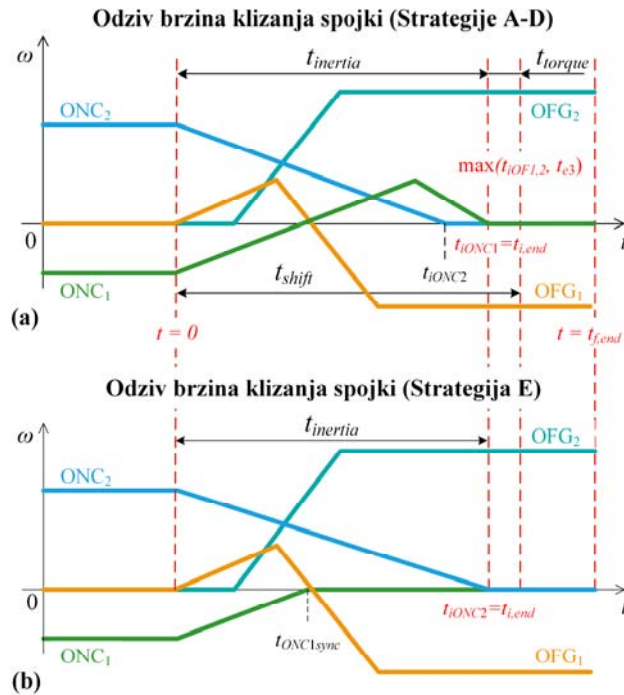 Odziv brzina klizanja spojki (Strategije A-D)
ω
t_inertia
t_torque
ONC₂
OFG₂
max(t_iOF1,2, t_e3)
0
t_iONC1=t_i,end
t
ONC₁
t_shift
t_iONC2
OFG₁
(a)
t = 0
t = t_f,end
Odziv brzina klizanja spojki (Strategija E)
ω
t_inertia
OFG₂
ONC₂
0
t_iONC2=t_i,end
t
ONC₁
t_ONC1sync
OFG₁
(b)